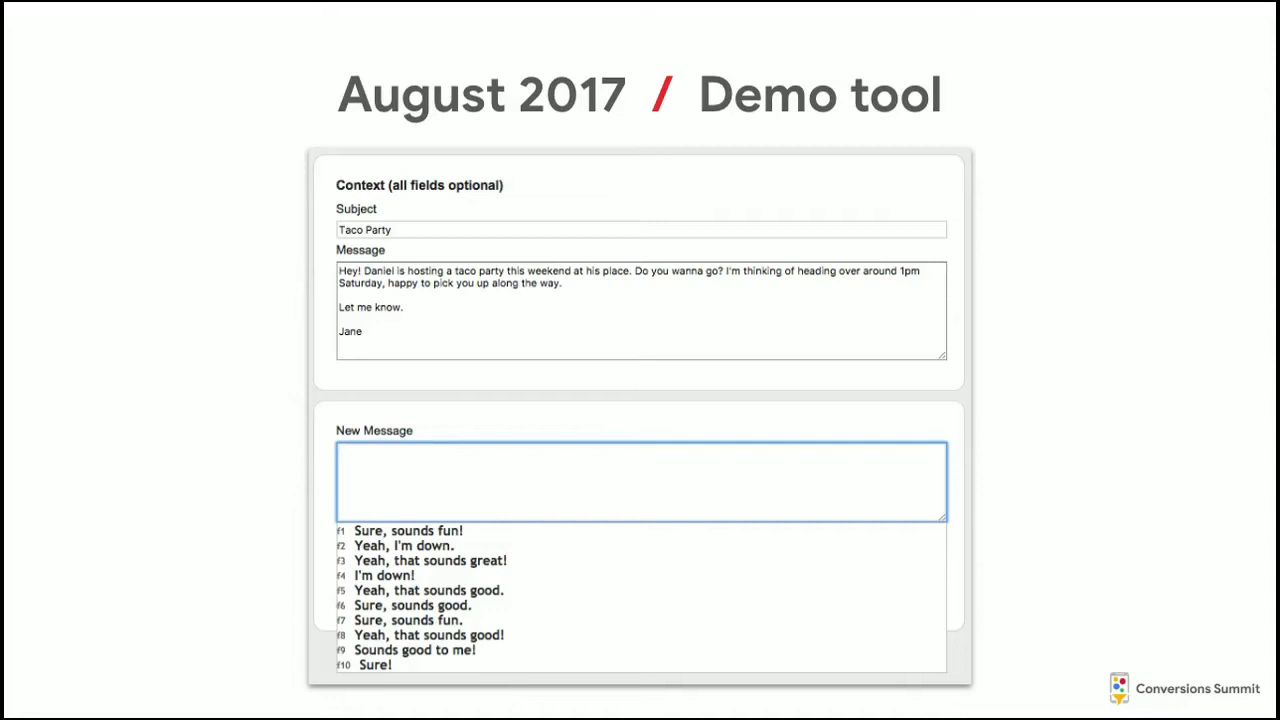 August 2017 / Demo tool
Context (all fields optional)
Subject
Taco Party
Message
Hey! Daniel is hosting a taco party this weekend at his place. Do you wanna go? I'm thinking of heading over around 1pm
Saturday, happy to pick you up along the way.
Let me know.
Jane
New Message
f1 Sure, sounds fun!
f2 Yeah, I'm down.
f3 Yeah, that sounds great!
f4 I'm down!
f5 Yeah, that sounds good.
f6 Sure, sounds good.
f7 Sure, sounds fun.
f8 Yeah, that sounds good!
f9 Sounds good to me!
f10 Sure!
Conversions Summit